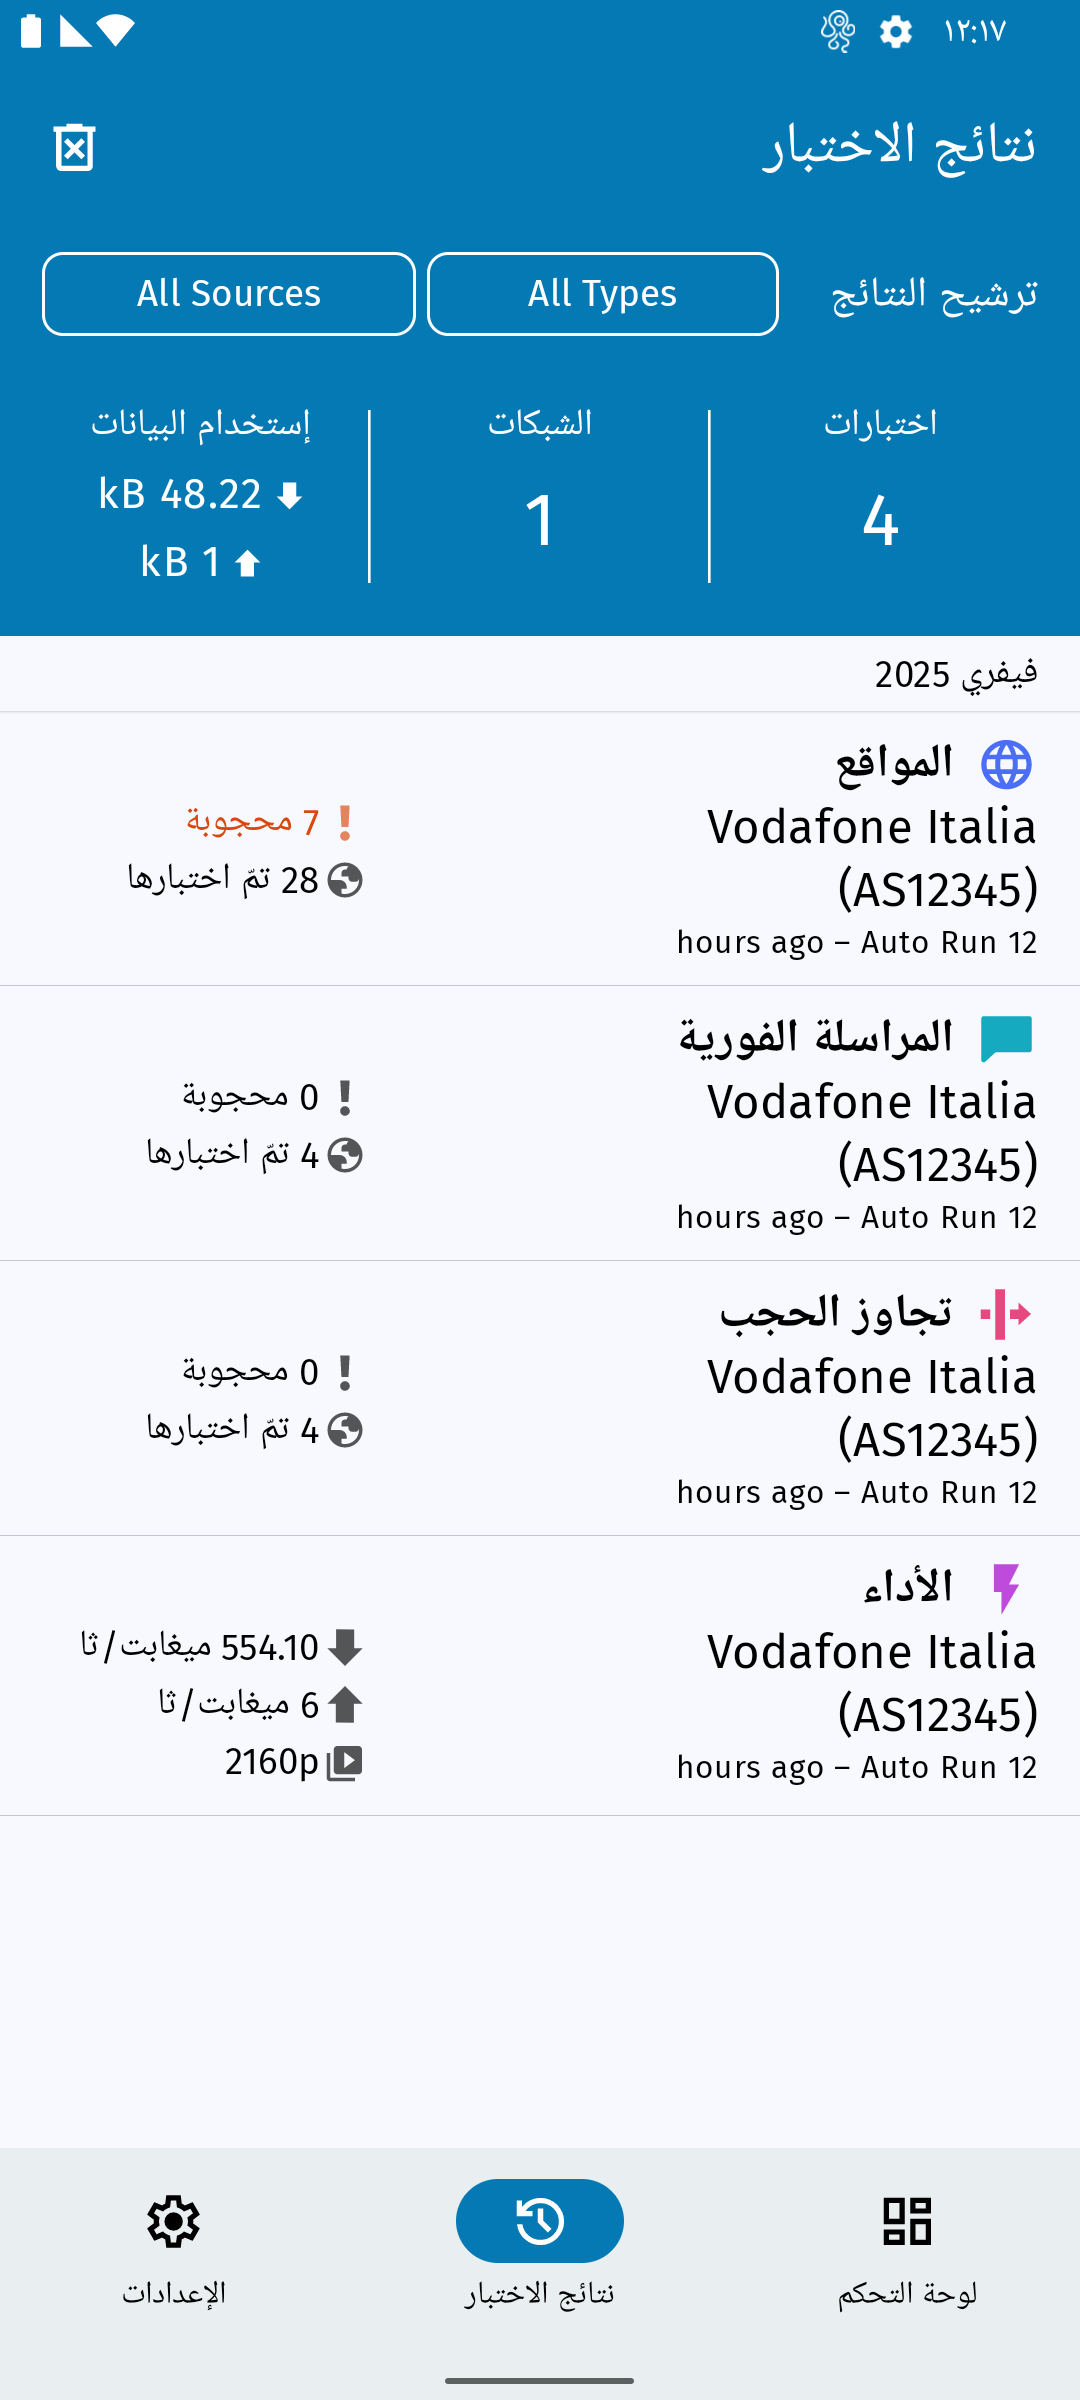 ١٢:١٧
نتائج الاختبار
ترشيح النتائج
All Types
All Sources
اختبارات
4
الشبكات
1
إستخدام البيانات
48.22 kB
1 kB
فيفري 2025
المواقع
Vodafone Italia
(AS12345)
12 hours ago – Auto Run
7 محجوبة
28 تمّ اختبارها
المراسلة الفورية
Vodafone Italia
(AS12345)
12 hours ago – Auto Run
0 محجوبة
4 تمّ اختبارها
تجاوز الحجب
Vodafone Italia
(AS12345)
12 hours ago – Auto Run
0 محجوبة
4 تمّ اختبارها
الأداء
Vodafone Italia
(AS12345)
12 hours ago – Auto Run
554.10 ميغابت/ثا
6 ميغابت/ثا
2160p
لوحة التحكم
نتائج الاختبار
الإعدادات